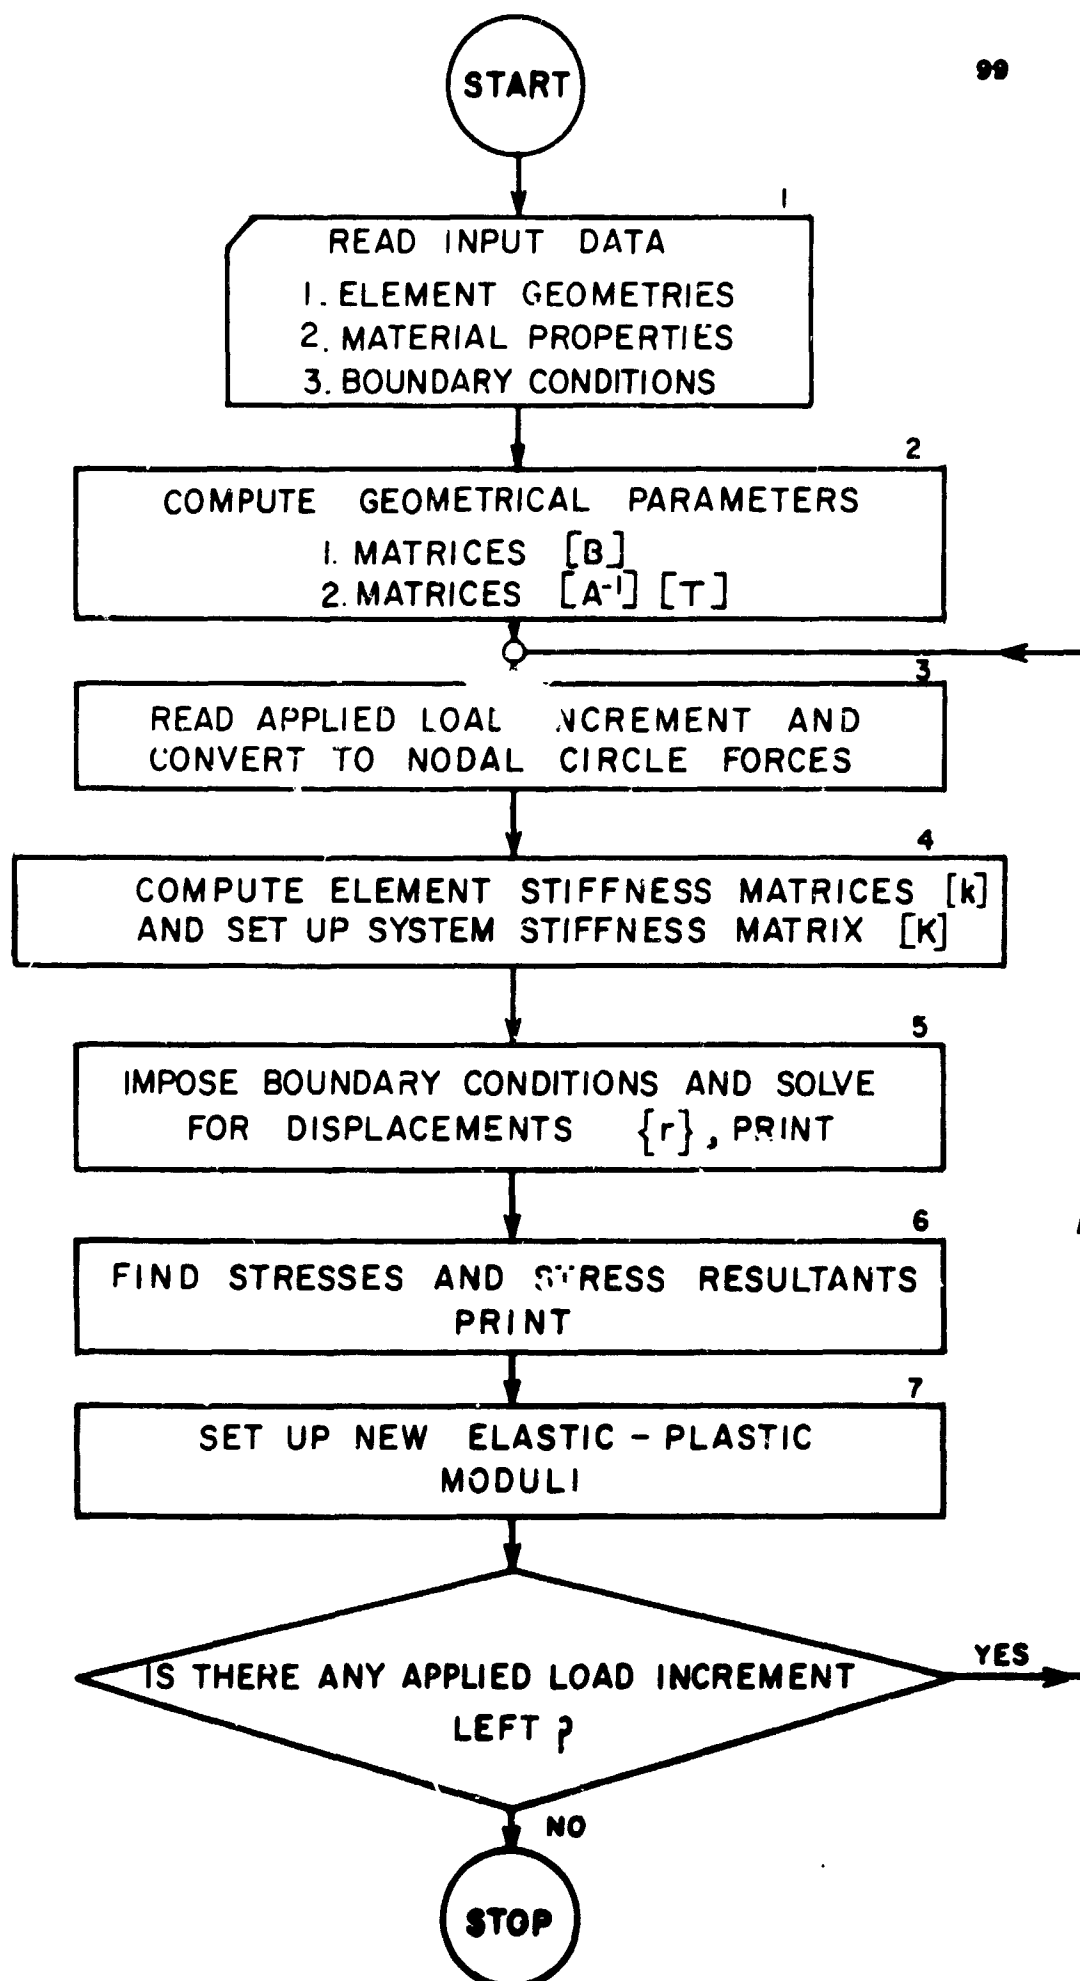 99
START
1
READ INPUT DATA
1. ELEMENT GEOMETRIES
2. MATERIAL PROPERTIES
3. BOUNDARY CONDITIONS
2
COMPUTE GEOMETRICAL PARAMETERS
1. MATRICES [B]
2. MATRICES [A⁻¹] [T]
3
READ APPLIED LOAD INCREMENT AND
CONVERT TO NODAL CIRCLE FORCES
4
COMPUTE ELEMENT STIFFNESS MATRICES [k]
AND SET UP SYSTEM STIFFNESS MATRIX [K]
5
IMPOSE BOUNDARY CONDITIONS AND SOLVE
FOR DISPLACEMENTS {r}, PRINT
6
FIND STRESSES AND STRESS RESULTANTS
PRINT
7
SET UP NEW ELASTIC - PLASTIC
MODULI
IS THERE ANY APPLIED LOAD INCREMENT
LEFT ?
YES
NO
STOP